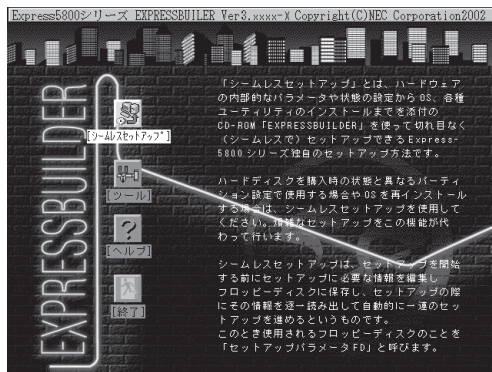 Express5800シリーズ EXPRESSBUILER Ver3.xxxx-X Copyright(C)NEC Corporation2002
EXPRESSBUILDER
[シームレスセットアップ]
[ツール]
[ヘルプ]
[終了]
「シームレスセットアップ」とは、ハードウェア
の内部的なパラメータや状態の設定から OS、各種
ユーティリティのインストールまでを添付の
CD-ROM「EXPRESSBUILDER」を使って切れ目なく
(シームレスで) セットアップできる Express-
5800 シリーズ独自のセットアップ方法です。
ハードディスクを購入時の状態と異なるパーティ
ション設定で使用する場合や OS を再インストール
する場合は、シームレスセットアップを使用して
ください。煩雑なセットアップをこの機能が代
わって行います。
シームレスセットアップは、セットアップを開始
する前にセットアップに必要な情報を編集し
フロッピーディスクに保存し、セットアップの際
にその情報を逐一読み出して自動的に一連のセッ
トアップを進めるというものです。
このとき使用されるフロッピーディスクのことを
「セットアップパラメータ FD」と呼びます。